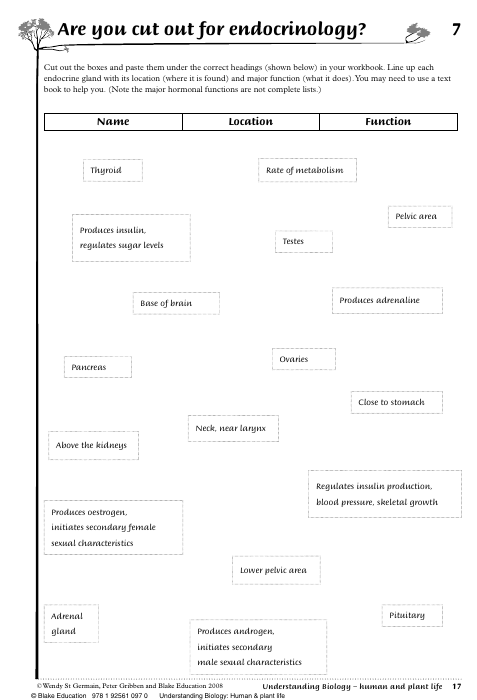 Are you cut out for endocrinology?
7
Cut out the boxes and paste them under the correct headings (shown below) in your workbook. Line up each
endocrine gland with its location (where it is found) and major function (what it does). You may need to use a text
book to help you. (Note the major hormonal functions are not complete lists.)
Name Location Function
Thyroid
Rate of metabolism
Pelvic area
Produces insulin,
regulates sugar levels
Testes
Base of brain
Produces adrenaline
Pancreas
Ovaries
Close to stomach
Neck, near larynx
Above the kidneys
Regulates insulin production,
blood pressure, skeletal growth
Produces oestrogen,
initiates secondary female
sexual characteristics
Lower pelvic area
Adrenal
gland
Pituitary
Produces androgen,
initiates secondary
male sexual characteristics
©Wendy St Germain, Peter Gribben and Blake Education 2008
Understanding Biology – human and plant life 17
© Blake Education 978 1 92561 097 0 Understanding Biology: Human & plant life